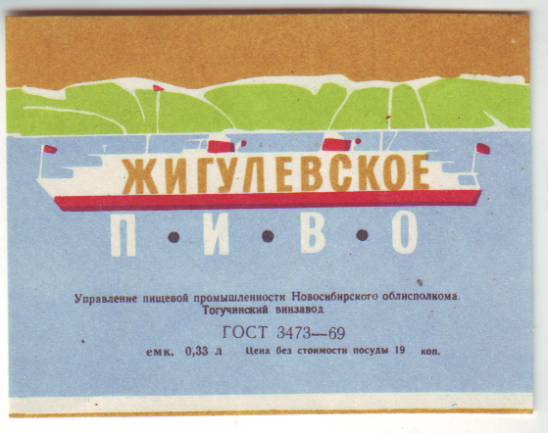 ЖИГУЛЕВСКОЕ
П•И•В•О
Управление пищевой промышленности Новосибирского облисполкома.
Тогучинский винзавод
ГОСТ 3473—69
емк. 0,33 л Цена без стоимости посуды 19 коп.